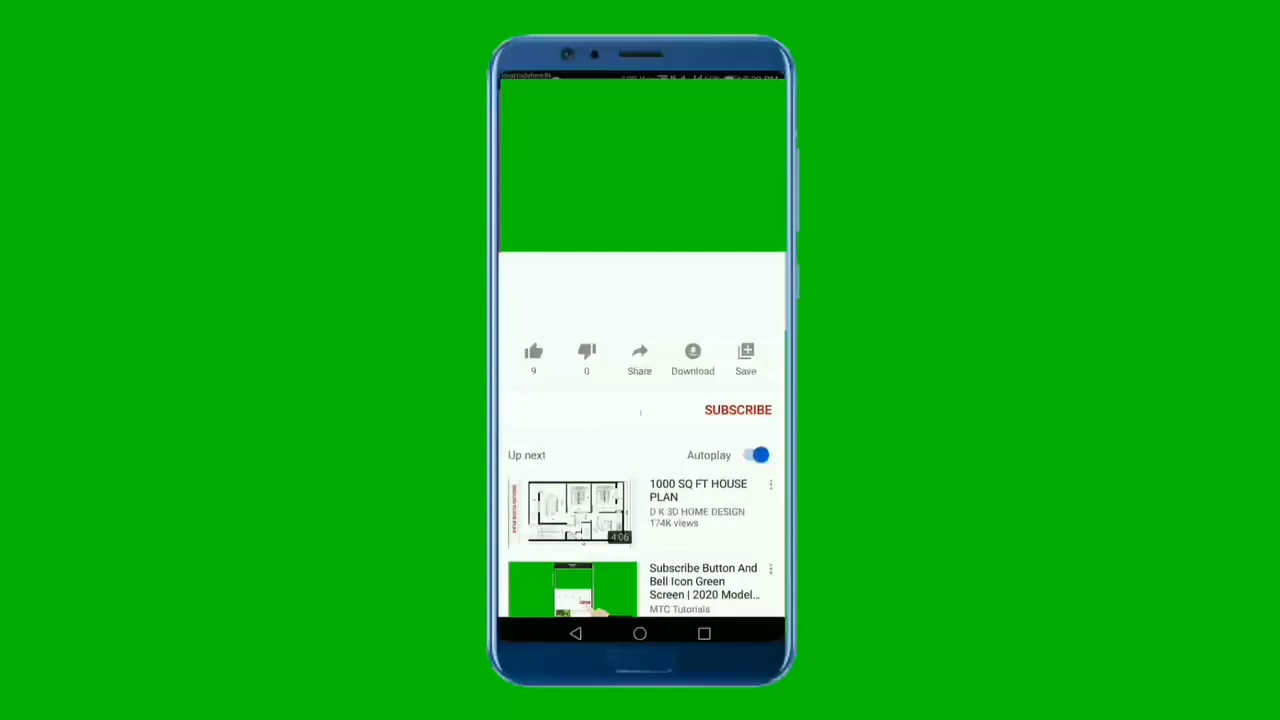 9
0
Share
Download
Save
SUBSCRIBE
Up next
Autoplay
1000 SQ FT HOUSE
PLAN
D K 3D HOME DESIGN
174K views
4:06
Subscribe Button And
Bell Icon Green
Screen | 2020 Model...
MTC Tutorials